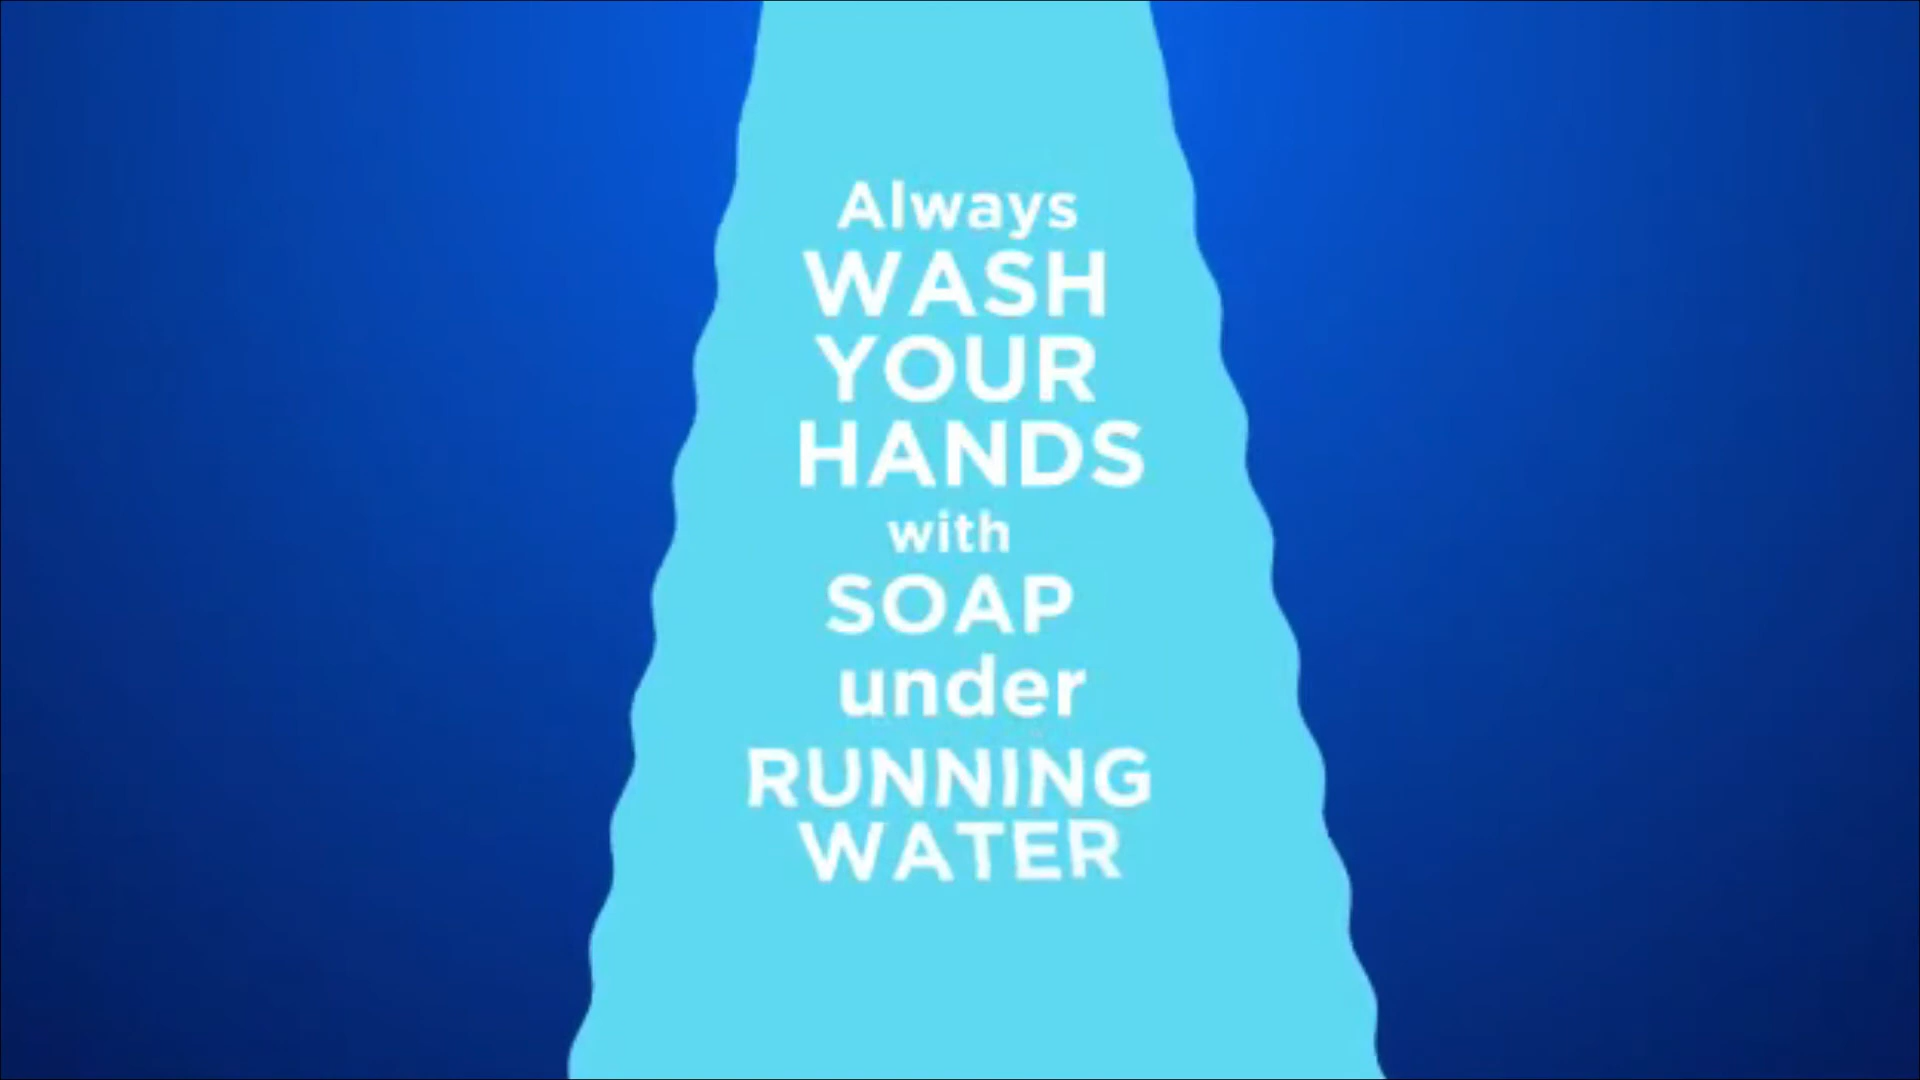 Always
WASH
YOUR
HANDS
with
SOAP
under
RUNNING
WATER